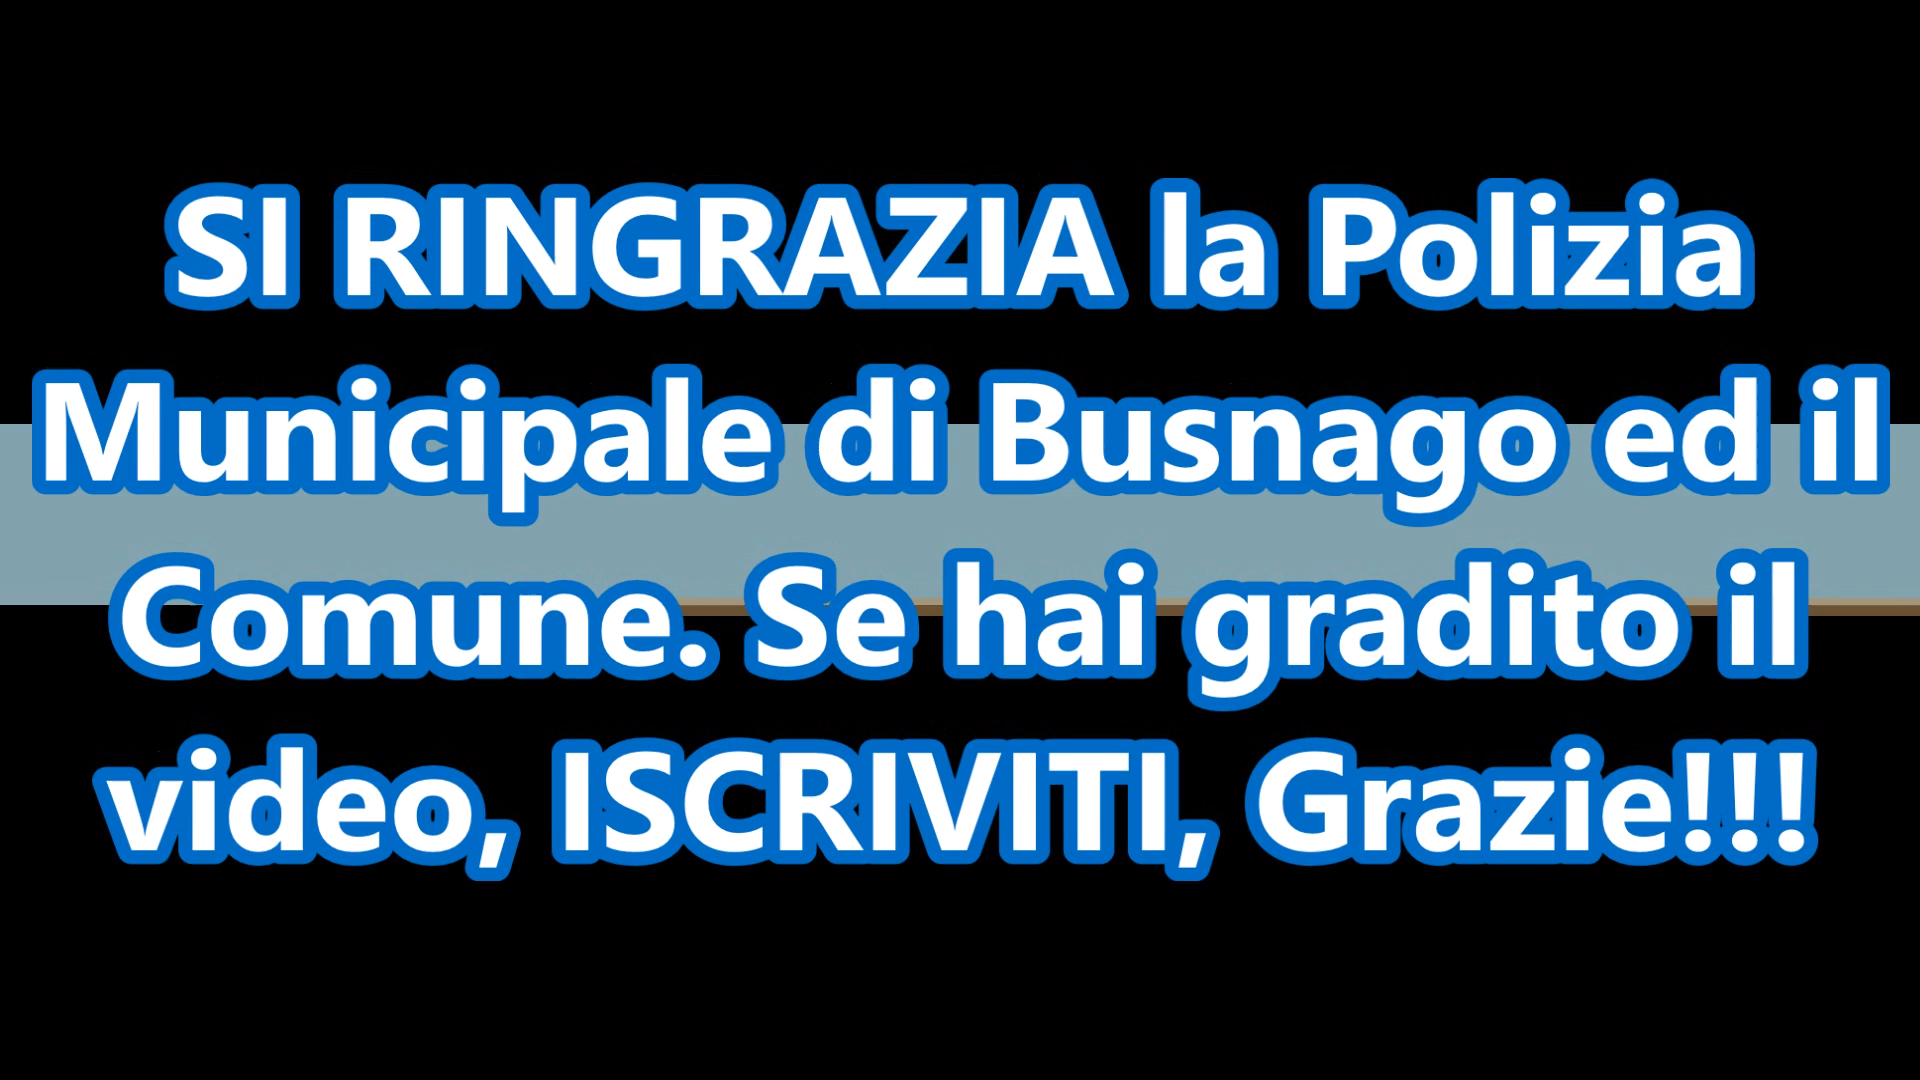 SI RINGRAZIA la Polizia
Municipale di Busnago ed il
Comune. Se hai gradito il
video, ISCRIVITI, Grazie!!!